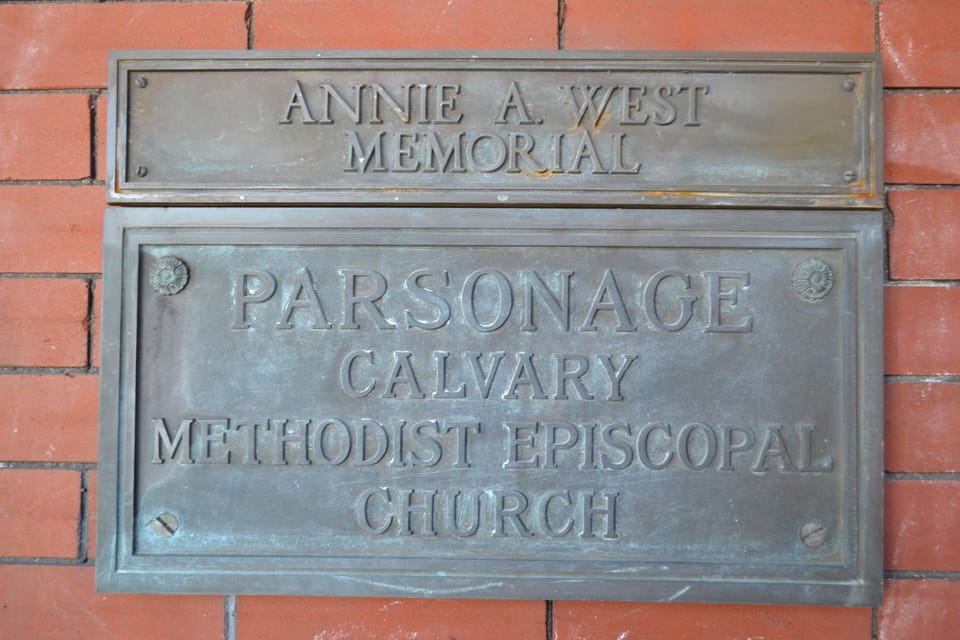 ANNIE A. WEST
MEMORIAL
PARSONAGE
CALVARY
METHODIST EPISCOPAL
CHURCH